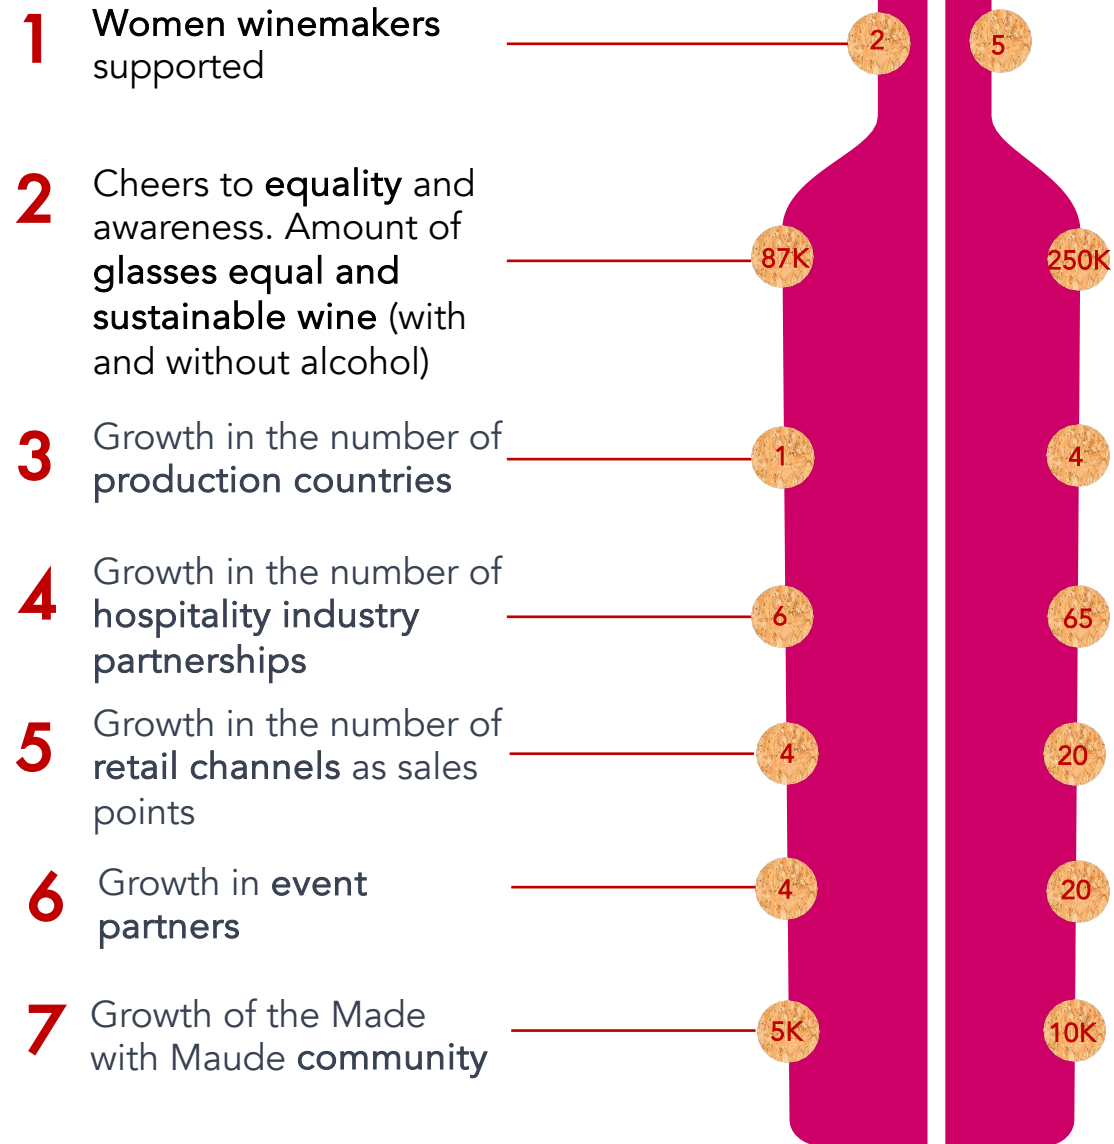 1
Women winemakers
supported
2
5
2
Cheers to equality and
awareness. Amount of
glasses equal and
sustainable wine (with
and without alcohol)
87K
250K
3
Growth in the number of
production countries
1
4
4
Growth in the number of
hospitality industry
partnerships
6
65
5
Growth in the number of
retail channels as sales
points
4
20
6
Growth in event
partners
4
20
7
Growth of the Made
with Maude community
5K
10K